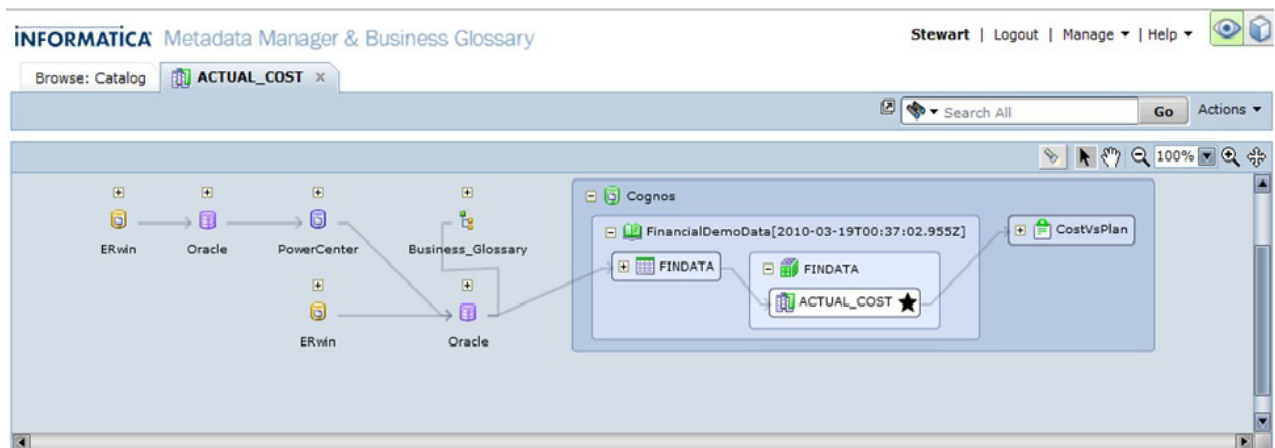 INFORMATICA Metadata Manager & Business Glossary
Stewart | Logout | Manage | Help
Browse: Catalog
ACTUAL_COST
Search All
Go
Actions
100%
ERwin
Oracle
PowerCenter
Business_Glossary
ERwin
Oracle
Cognos
FinancialDemoData[2010-03-19T00:37:02.955Z]
FINDATA
FINDATA
ACTUAL_COST
CostVsPlan